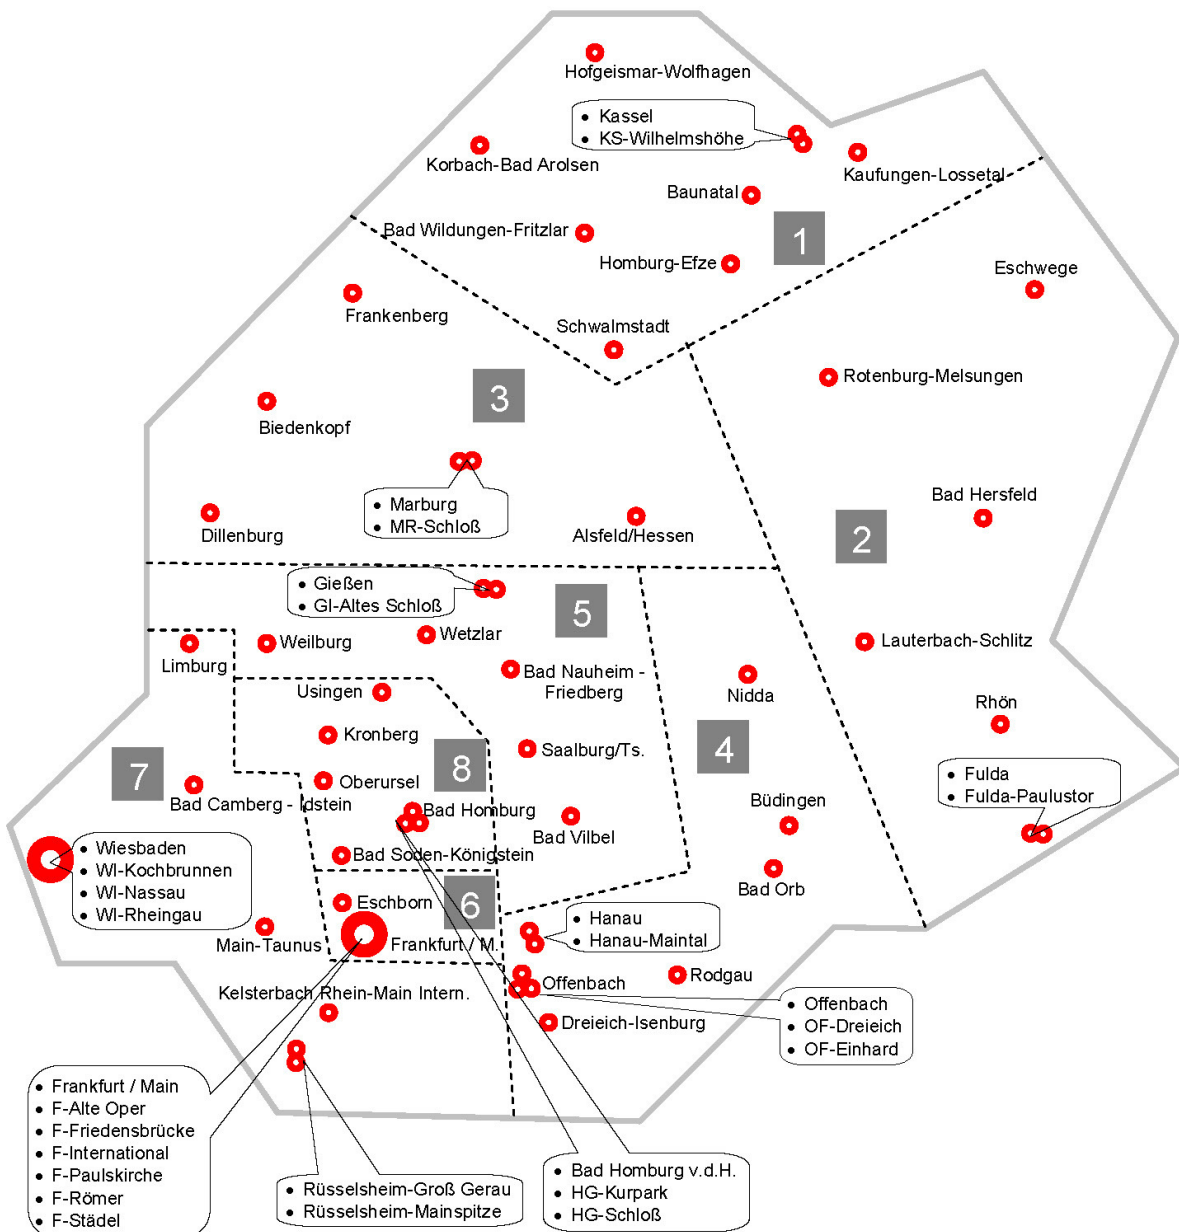 Hofgeismar-Wolfhagen
• Kassel
• KS-Wilhelmshöhe
Korbach-Bad Arolsen
Kaufungen-Lossetal
Baunatal
Bad Wildungen-Fritzlar
1
Homburg-Efze
Eschwege
Frankenberg
Schwalmstadt
Rotenburg-Melsungen
3
Biedenkopf
• Marburg
• MR-Schloß
Bad Hersfeld
Dillenburg
Alsfeld/Hessen
2
• Gießen
• GI-Altes Schloß
5
Wetzlar
Weilburg
Limburg
Lauterbach-Schlitz
Bad Nauheim -
Friedberg
Usingen
Nidda
Rhön
Kronberg
4
Saalburg/Ts.
7
8
Oberursel
Bad Camberg - Idstein
• Fulda
• Fulda-Paulustor
Bad Homburg
Büdingen
Bad Vilbel
• Wiesbaden
• WI-Kochbrunnen
• WI-Nassau
• WI-Rheingau
Bad Soden-Königstein
Bad Orb
Eschborn
6
• Hanau
• Hanau-Maintal
Main-Taunus
Frankfurt / M.
Rodgau
Offenbach
Kelsterbach Rhein-Main Intern.
• Offenbach
• OF-Dreieich
• OF-Einhard
Dreieich-Isenburg
• Frankfurt / Main
• F-Alte Oper
• F-Friedensbrücke
• F-International
• F-Paulskirche
• F-Römer
• F-Städel
• Rüsselsheim-Groß Gerau
• Rüsselsheim-Mainspitze
• Bad Homburg v.d.H.
• HG-Kurpark
• HG-Schloß